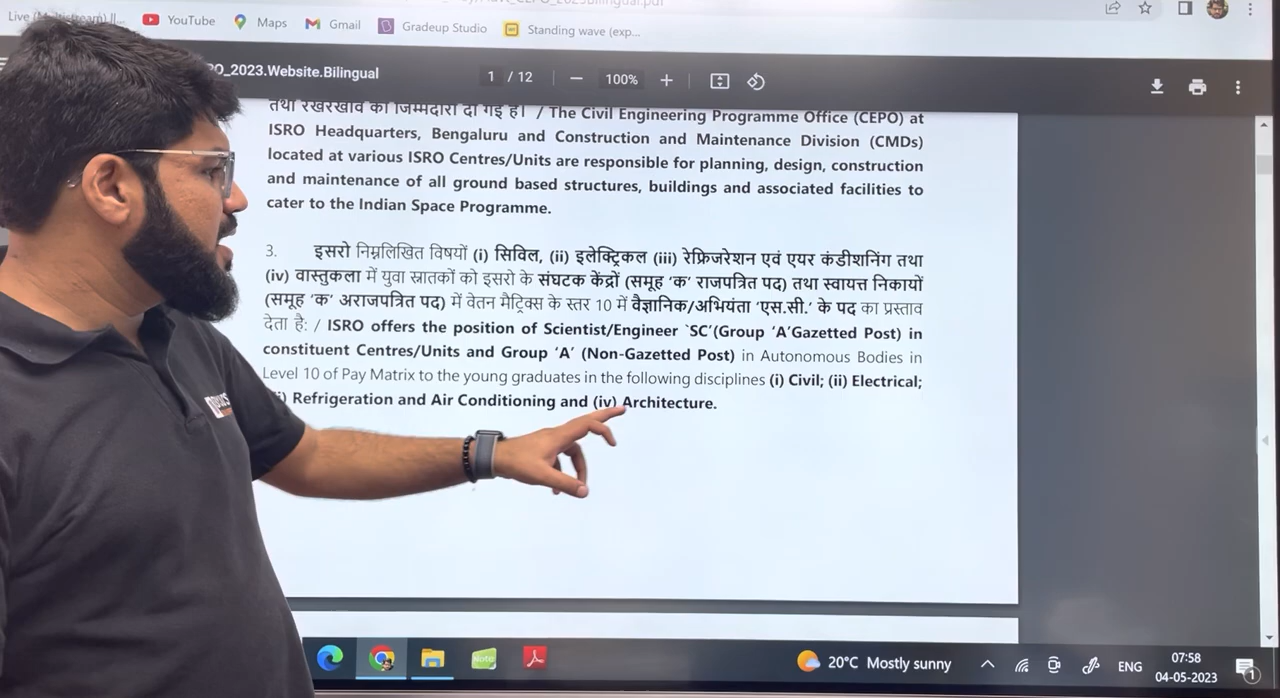 Live
YouTube
Maps
Gmail
Gradeup Studio
Standing wave (exp...
O_2023.Website.Bilingual
1 / 12
100%
तथा रखरखाव की जिम्मेदारी दी गई है। / The Civil Engineering Programme Office (CEPO) at
ISRO Headquarters, Bengaluru and Construction and Maintenance Division (CMDs)
located at various ISRO Centres/Units are responsible for planning, design, construction
and maintenance of all ground based structures, buildings and associated facilities to
cater to the Indian Space Programme.
3. इसरो निम्नलिखित विषयों (i) सिविल, (ii) इलेक्ट्रिकल (iii) रेफ्रिजरेशन एवं एयर कंडीशनिंग तथा
(iv) वास्तुकला में युवा स्नातकों को इसरो के संघटक केंद्रों (समूह 'क' राजपत्रित पद) तथा स्वायत्त निकायों
(समूह 'क' अराजपत्रित पद) में वेतन मैट्रिक्स के स्तर 10 में वैज्ञानिक/अभियंता 'एस.सी.' के पद का प्रस्ताव
देता है: / ISRO offers the position of Scientist/Engineer `SC'(Group 'A'Gazetted Post) in
constituent Centres/Units and Group 'A' (Non-Gazetted Post) in Autonomous Bodies in
Level 10 of Pay Matrix to the young graduates in the following disciplines (i) Civil; (ii) Electrical;
i) Refrigeration and Air Conditioning and (iv) Architecture.
Note
20°C Mostly sunny
ENG
07:58
04-05-2023
1